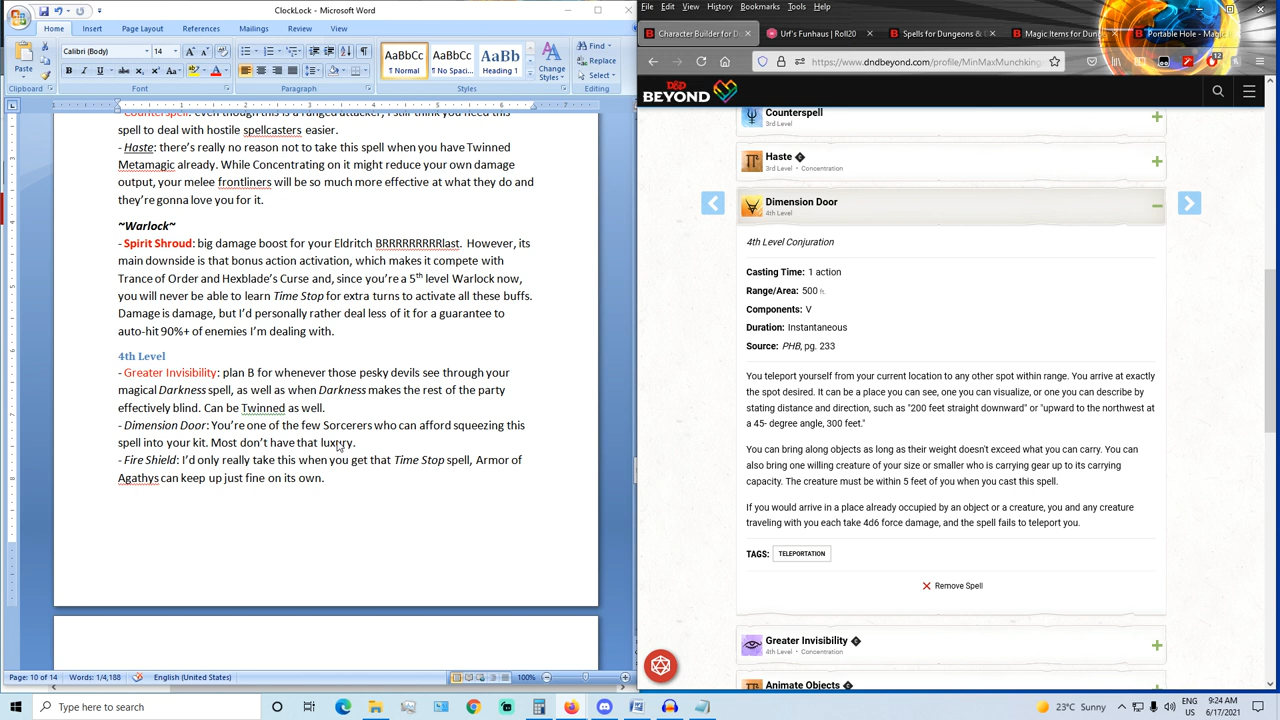 ClockLock - Microsoft Word
Home Insert Page Layout References Mailings Review View
Paste
Calibri (Body) 14
AaBbCc AaBbCc AaBb
¶ Normal ¶ No Spaci... Heading 1
Change Styles
Find
Replace
Select
Clipboard Font Paragraph Styles Editing
Counterspell: even though this is a ranged attacker, I still think you need this
spell to deal with hostile spellcasters easier.
- Haste: there's really no reason not to take this spell when you have Twinned
Metamagic already. While Concentrating on it might reduce your own damage
output, your melee frontliners will be so much more effective at what they do and
they're gonna love you for it.
~Warlock~
- Spirit Shroud: big damage boost for your Eldritch BRRRRRRRRRRlast. However, its
main downside is that bonus action activation, which makes it compete with
Trance of Order and Hexblade's Curse and, since you're a 5th level Warlock now,
you will never be able to learn Time Stop for extra turns to activate all these buffs.
Damage is damage, but I'd personally rather deal less of it for a guarantee to
auto-hit 90%+ of enemies I'm dealing with.
4th Level
- Greater Invisibility: plan B for whenever those pesky devils see through your
magical Darkness spell, as well as when Darkness makes the rest of the party
effectively blind. Can be Twinned as well.
- Dimension Door: You're one of the few Sorcerers who can afford squeezing this
spell into your kit. Most don't have that luxury.
- Fire Shield: I'd only really take this when you get that Time Stop spell, Armor of
Agathys can keep up just fine on its own.
Page: 10 of 14 Words: 1/4,188 English (United States) 100%
File Edit View History Bookmarks Tools Help
Character Builder for D Urf's Funhaus | Roll20 Spells for Dungeons & D Magic Items for Dun Portable Hole - Magic
https://www.dndbeyond.com/profile/MinMaxMunchking
12
D&D
BEYOND
Counterspell
3rd Level
Haste
3rd Level • Concentration
Dimension Door
4th Level
4th Level Conjuration
Casting Time: 1 action
Range/Area: 500 ft.
Components: V
Duration: Instantaneous
Source: PHB, pg. 233
You teleport yourself from your current location to any other spot within range. You arrive at exactly
the spot desired. It can be a place you can see, one you can visualize, or one you can describe by
stating distance and direction, such as "200 feet straight downward" or "upward to the northwest at
a 45- degree angle, 300 feet."
You can bring along objects as long as their weight doesn't exceed what you can carry. You can
also bring one willing creature of your size or smaller who is carrying gear up to its carrying
capacity. The creature must be within 5 feet of you when you cast this spell.
If you would arrive in a place already occupied by an object or a creature, you and any creature
traveling with you each take 4d6 force damage, and the spell fails to teleport you.
TAGS: TELEPORTATION
Remove Spell
Greater Invisibility
4th Level • Concentration
Animate Objects
Type here to search
23°C Sunny
ENG
US
9:24 AM
6/17/2021